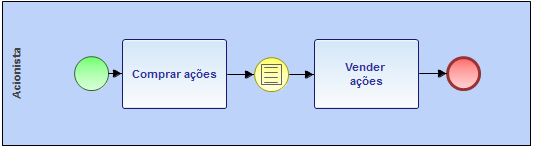 Acionista
Comprar ações
Vender
ações